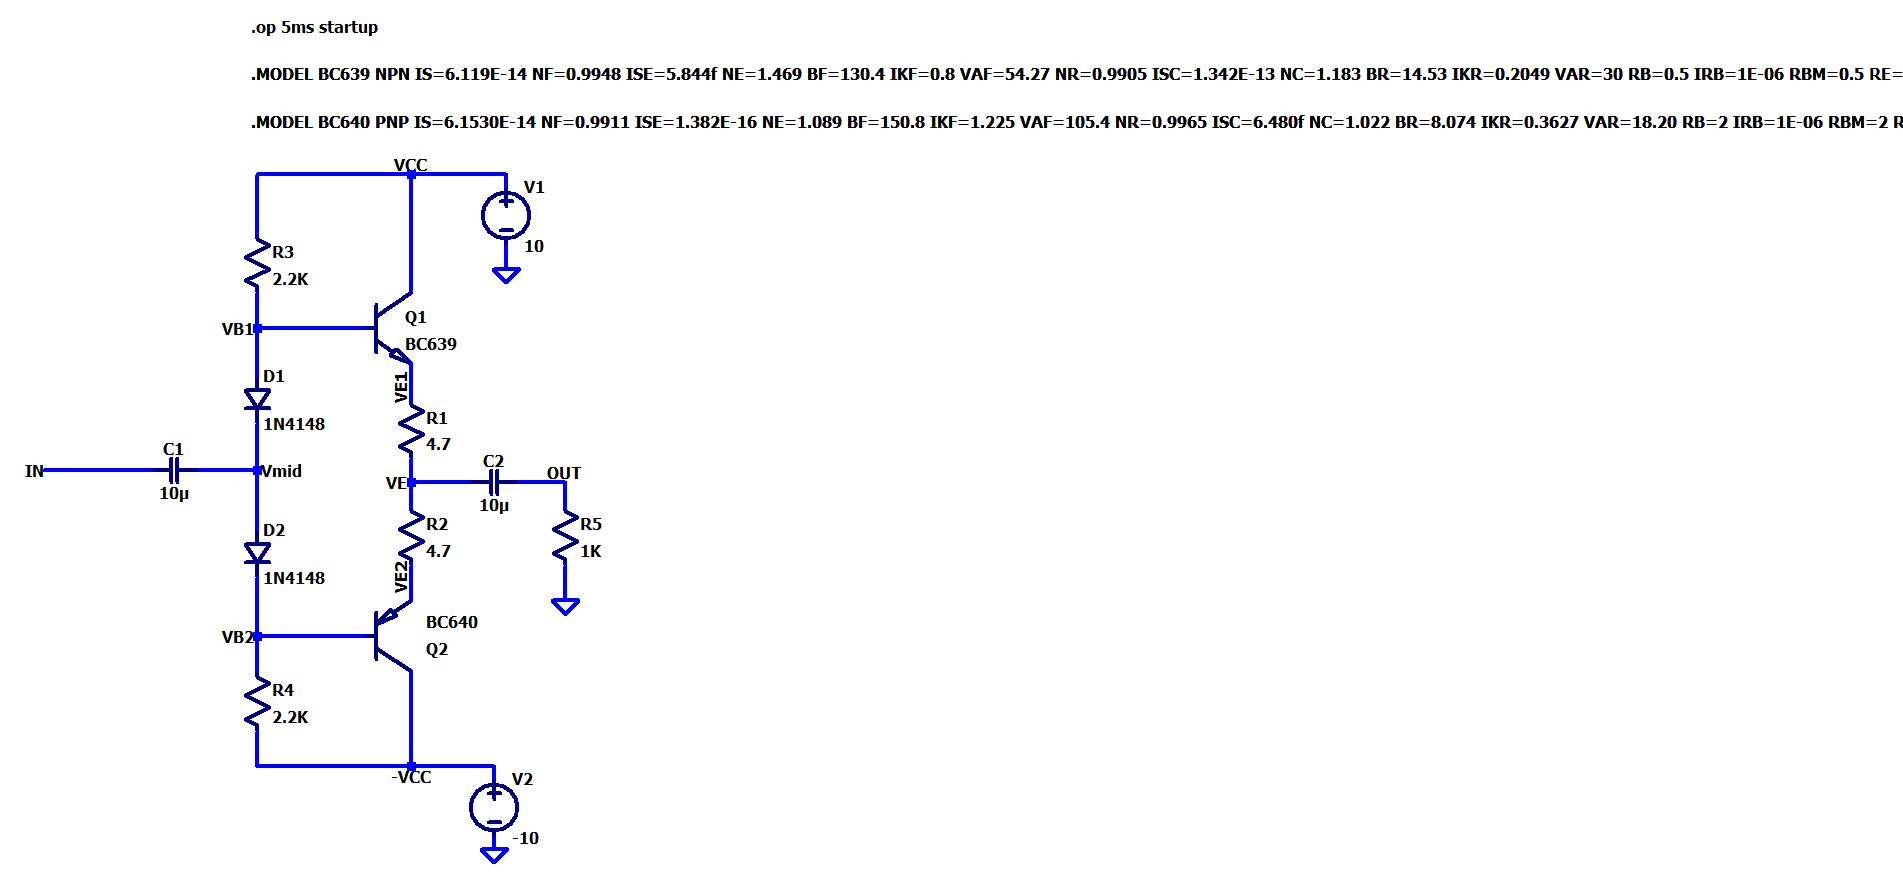 .op 5ms startup
.MODEL BC639 NPN IS=6.119E-14 NF=0.9948 ISE=5.844f NE=1.469 BF=130.4 IKF=0.8 VAF=54.27 NR=0.9905 ISC=1.342E-13 NC=1.183 BR=14.53 IKR=0.2049 VAR=30 RB=0.5 IRB=1E-06 RBM=0.5 RE=
.MODEL BC640 PNP IS=6.1530E-14 NF=0.9911 ISE=1.382E-16 NE=1.089 BF=150.8 IKF=1.225 VAF=105.4 NR=0.9965 ISC=6.480f NC=1.022 BR=8.074 IKR=0.3627 VAR=18.20 RB=2 IRB=1E-06 RBM=2 R
VCC
V1
10
R3
2.2K
VB1
Q1
BC639
D1
1N4148
VE1
R1
4.7
C1
10µ
IN
Vmid
C2
10µ
VE
OUT
R5
1K
D2
1N4148
R2
4.7
VE2
VB2
BC640
Q2
R4
2.2K
-VCC
V2
-10